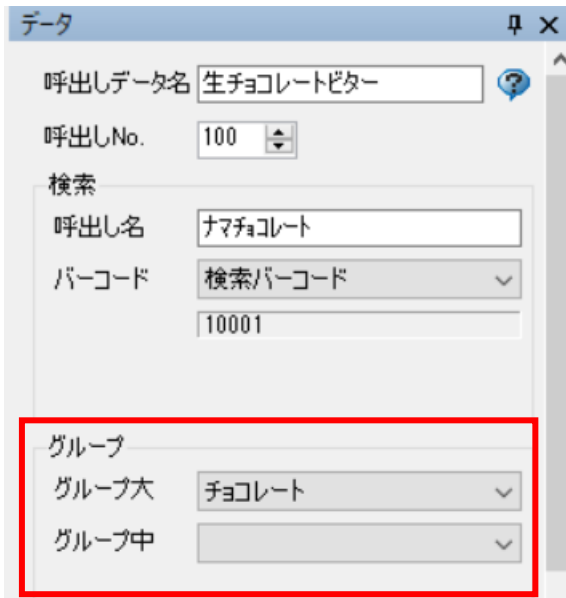 データ
呼出しデータ名 生チョコレートビター
呼出しNo. 100
検索
呼出し名 ナマチョコレート
バーコード 検索バーコード
10001
グループ
グループ大 チョコレート
グループ中